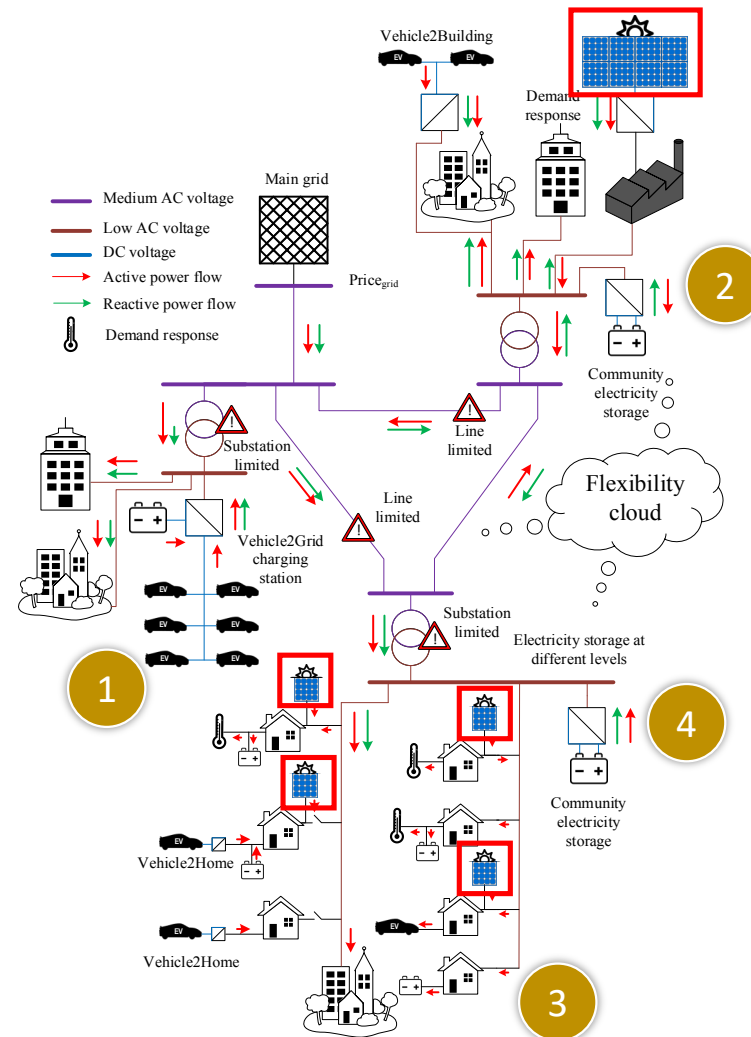 Vehicle2Building
EV
EV
Demand
response
Main grid
Medium AC voltage
Low AC voltage
DC voltage
Active power flow
Reactive power flow
Demand response
Pricegrid
2
Community
electricity
storage
Substation
limited
Line
limited
Line
limited
Flexibility
cloud
Vehicle2Grid
charging
station
EV
EV
EV
EV
EV
EV
1
Substation
limited
Electricity storage at
different levels
4
Community
electricity
storage
EV
Vehicle2Home
EV
EV
Vehicle2Home
3